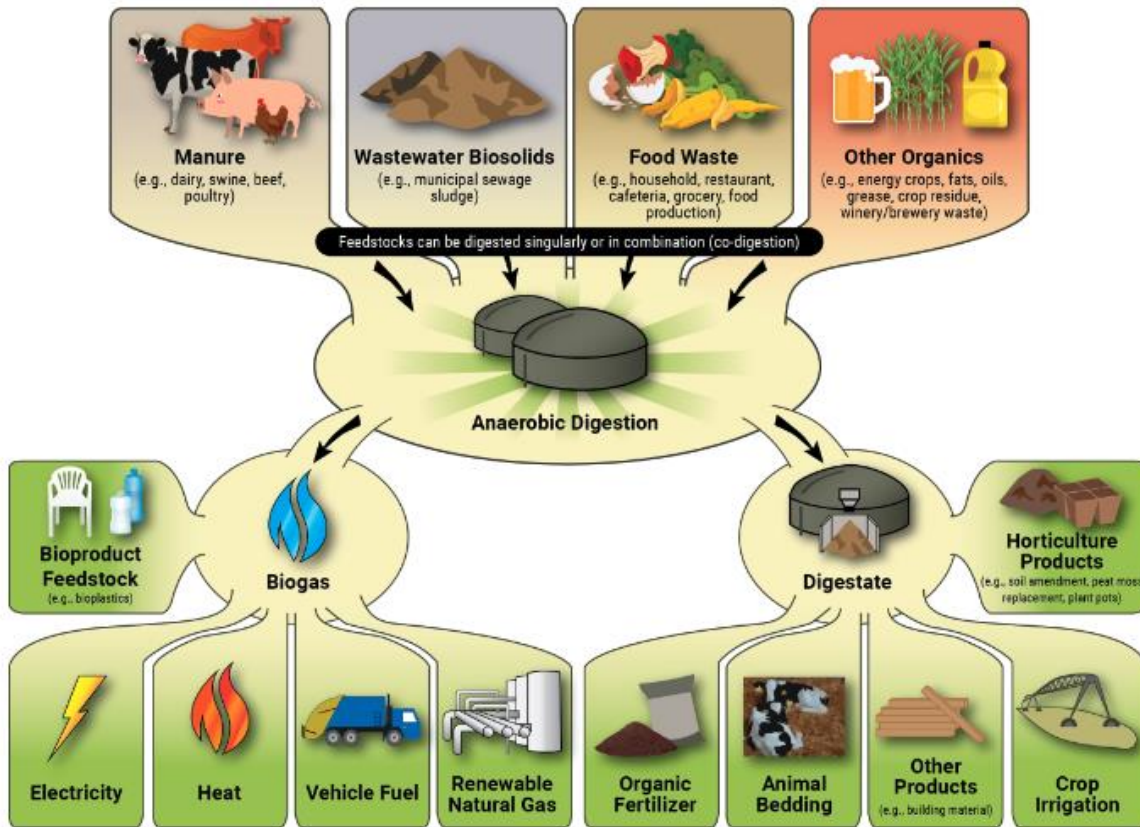 Manure
(e.g., dairy, swine, beef,
poultry)
Wastewater Biosolids
(e.g., municipal sewage
sludge)
Food Waste
(e.g., household, restaurant,
cafeteria, grocery, food
production)
Other Organics
(e.g., energy crops, fats, oils,
grease, crop residue,
winery/brewery waste)
Feedstocks can be digested singularly or in combination (co-digestion)
Anaerobic Digestion
Bioproduct
Feedstock
(e.g., bioplastics)
Biogas
Digestate
Horticulture
Products
(e.g., soil amendment, peat moss
replacement, plant pots)
Electricity
Heat
Vehicle Fuel
Renewable
Natural Gas
Organic
Fertilizer
Animal
Bedding
Other
Products
(e.g., building material)
Crop
Irrigation